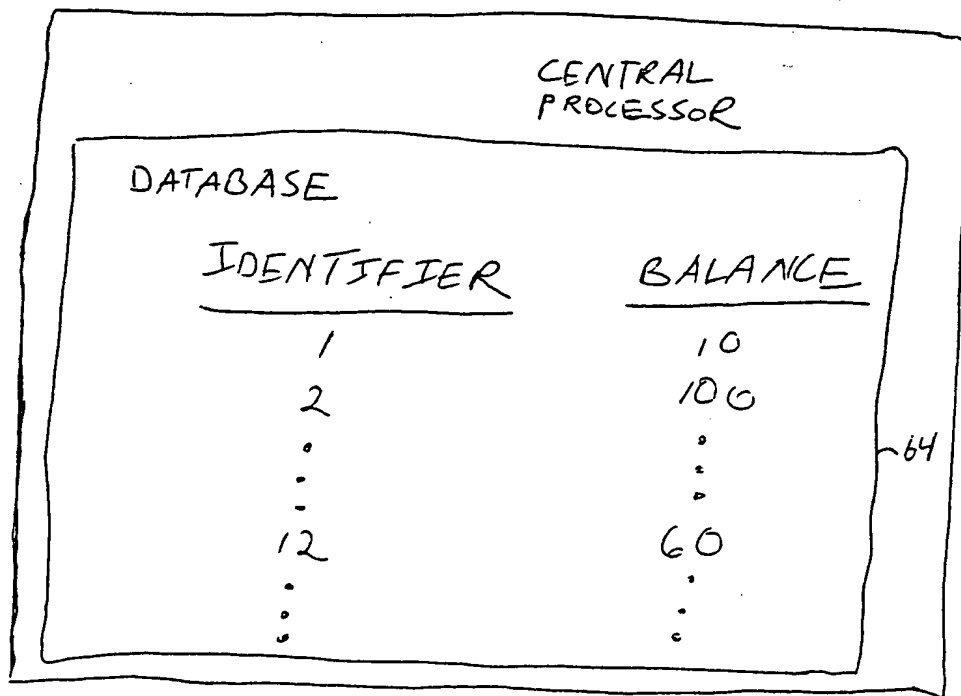 CENTRAL
PROCESSOR
DATABASE
IDENTIFIER BALANCE
1 10
2 100
64
12 60